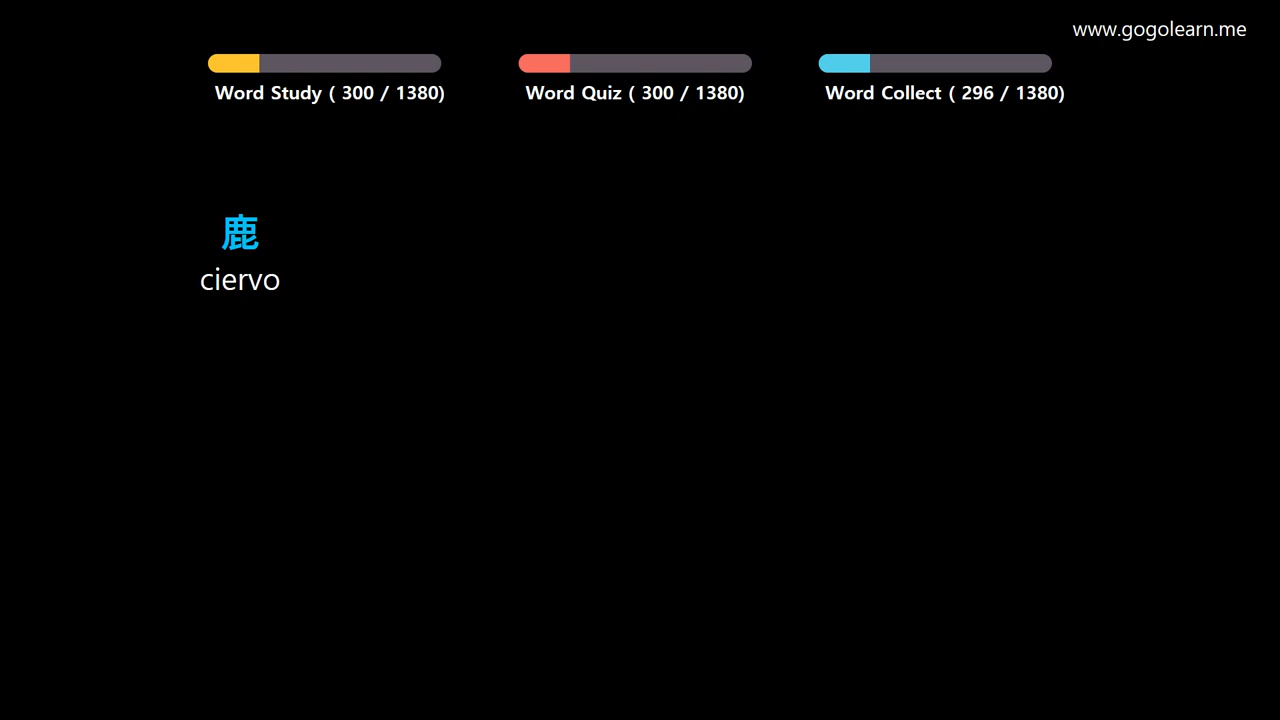 www.gogolearn.me
Word Study ( 300 / 1380)
Word Quiz ( 300 / 1380)
Word Collect ( 296 / 1380)
鹿
ciervo